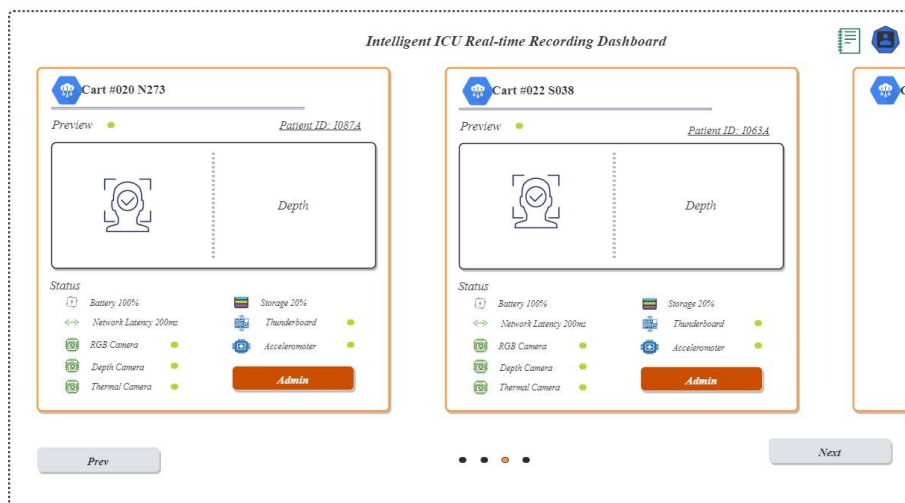 Intelligent ICU Real-time Recording Dashboard
Cart #020 N273
Preview
Patient ID: I087A
Depth
Status
Battery 100%
Storage 20%
Network Latency 200ms
Thunderboard
RGB Camera
Acceleromoter
Depth Camera
Thermal Camera
Admin
Cart #022 S038
Preview
Patient ID: I063A
Depth
Status
Battery 100%
Storage 20%
Network Latency 200ms
Thunderboard
RGB Camera
Acceleromoter
Depth Camera
Thermal Camera
Admin
Prev
Next